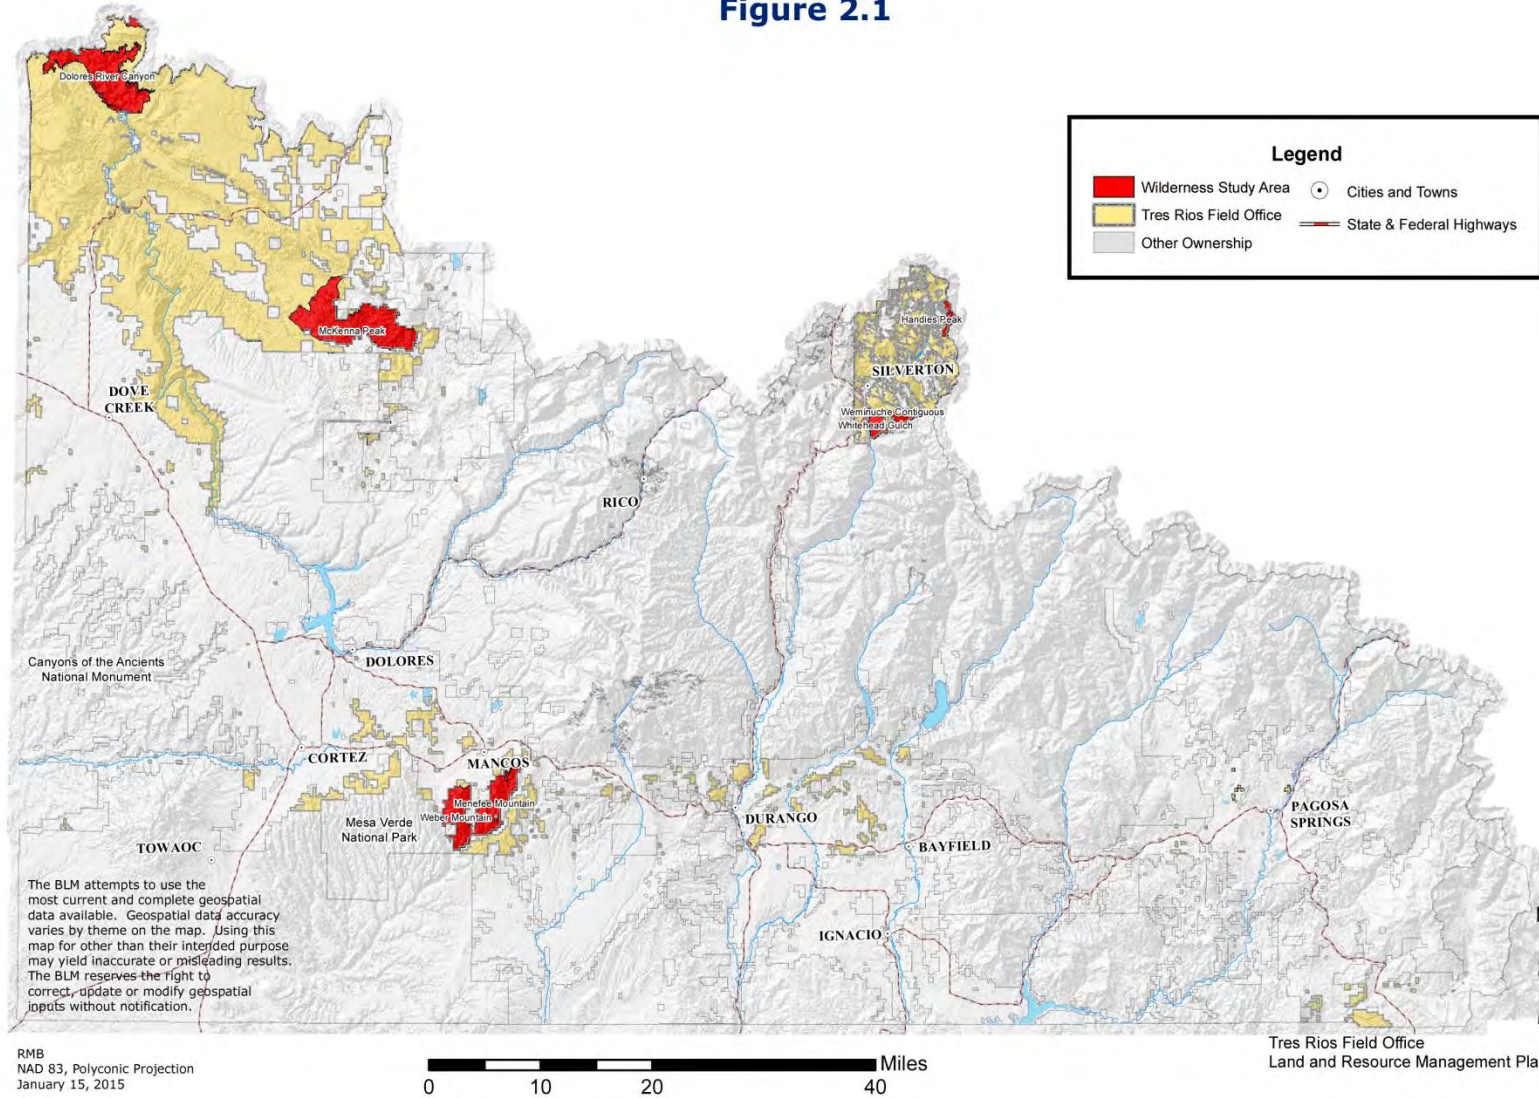 Figure 2.1
Dolores River Canyon
Legend
Wilderness Study Area
Cities and Towns
Tres Rios Field Office
State & Federal Highways
Other Ownership
McKenna Peak
Handies Peak
SILVERTON
DOVE
CREEK
Weminuche Contiguous
Whitehead Gulch
RICO
DOLORES
Canyons of the Ancients
National Monument
CORTEZ
MANCOS
Menefee Mountain
Weber Mountain
Mesa Verde
National Park
DURANGO
BAYFIELD
PAGOSA
SPRINGS
TOWAOC
IGNACIO
The BLM attempts to use the
most current and complete geospatial
data available. Geospatial data accuracy
varies by theme on the map. Using this
map for other than their intended purpose
may yield inaccurate or misleading results.
The BLM reserves the right to
correct, update or modify geospatial
inputs without notification.
RMB
NAD 83, Polyconic Projection
January 15, 2015
Miles
0 10 20 40
Tres Rios Field Office
Land and Resource Management Pla